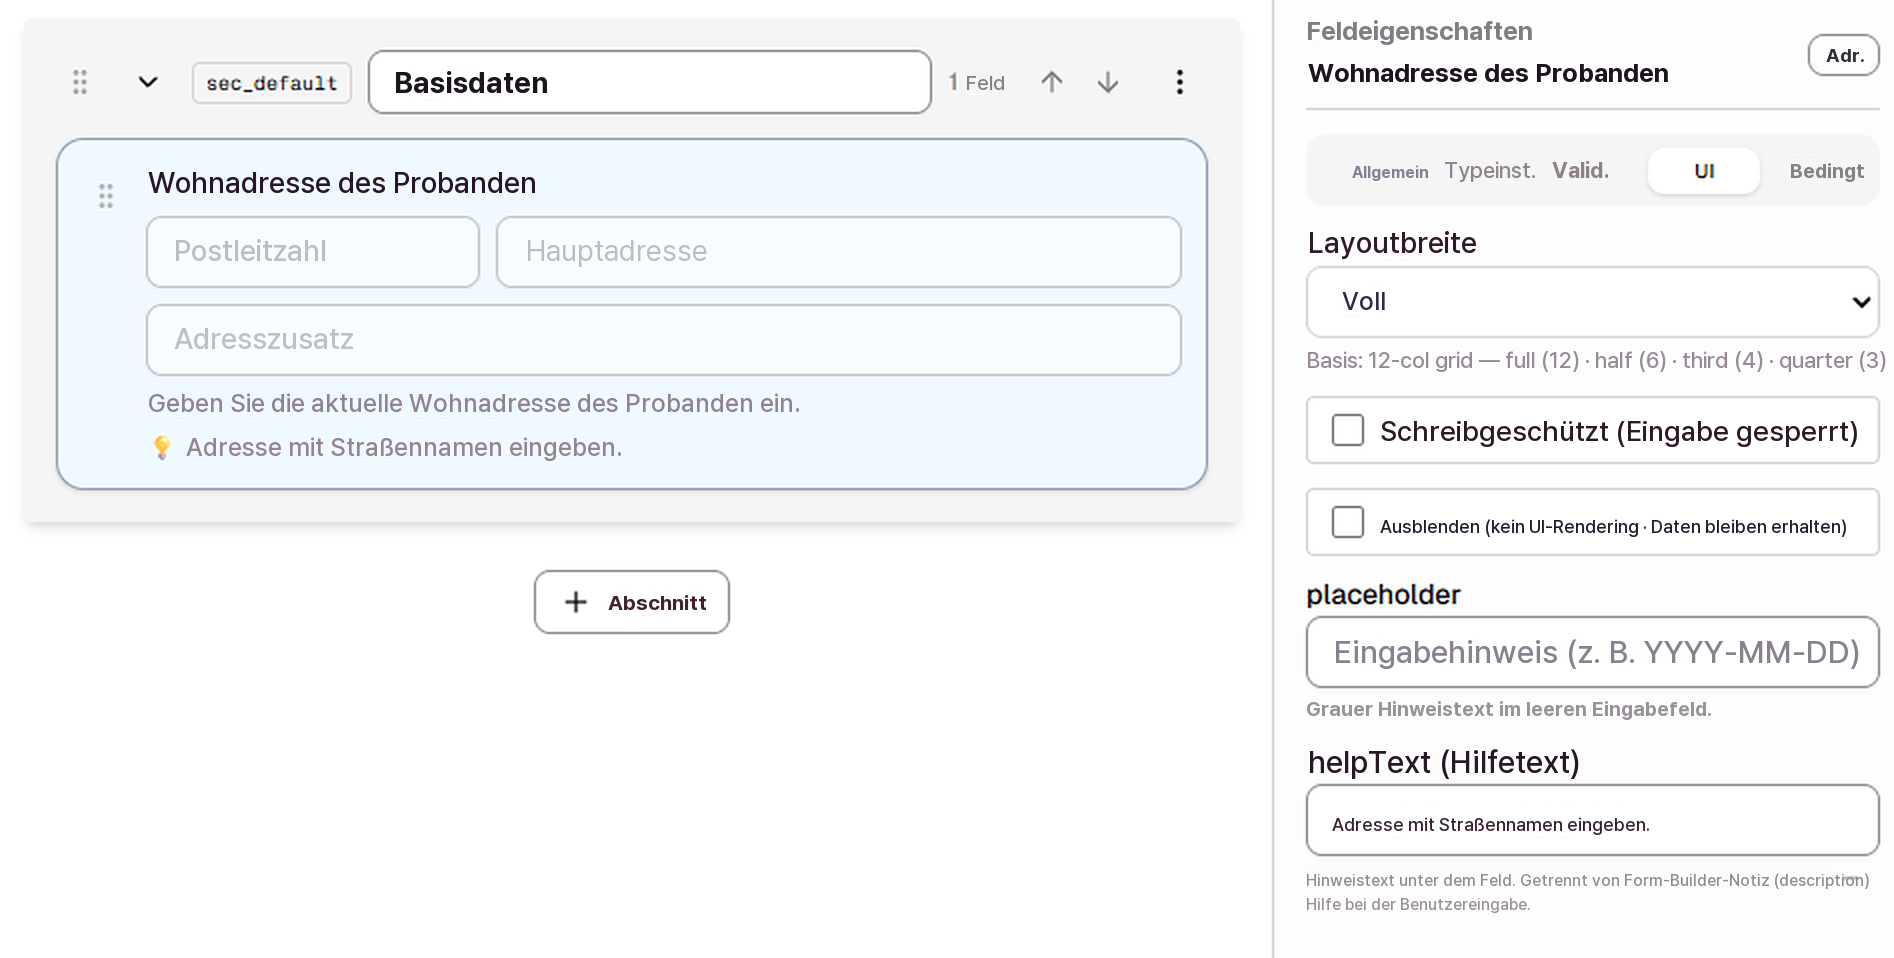 sec_default Basisdaten 1 Feld
Wohnadresse des Probanden
Postleitzahl Hauptadresse
Adresszusatz
Geben Sie die aktuelle Wohnadresse des Probanden ein.
💡 Adresse mit Straßennamen eingeben.
+ Abschnitt
Feldeigenschaften
Wohnadresse des Probanden
Adr.
Allgemein Typeinst. Valid. UI Bedingt
Layoutbreite
Voll
Basis: 12-col grid — full (12) · half (6) · third (4) · quarter (3)
Schreibgeschützt (Eingabe gesperrt)
Ausblenden (kein UI-Rendering · Daten bleiben erhalten)
placeholder
Eingabehinweis (z. B. YYYY-MM-DD)
Grauer Hinweistext im leeren Eingabefeld.
helpText (Hilfetext)
Adresse mit Straßennamen eingeben.
Hinweistext unter dem Feld. Getrennt von Form-Builder-Notiz (description)
Hilfe bei der Benutzereingabe.